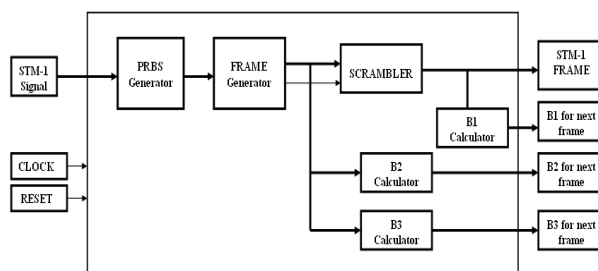 STM-1
Signal
PRBS
Generator
FRAME
Generator
SCRAMBLER
STM-1
FRAME
B1
Calculator
B1 for next
frame
CLOCK
RESET
B2
Calculator
B2 for next
frame
B3
Calculator
B3 for next
frame